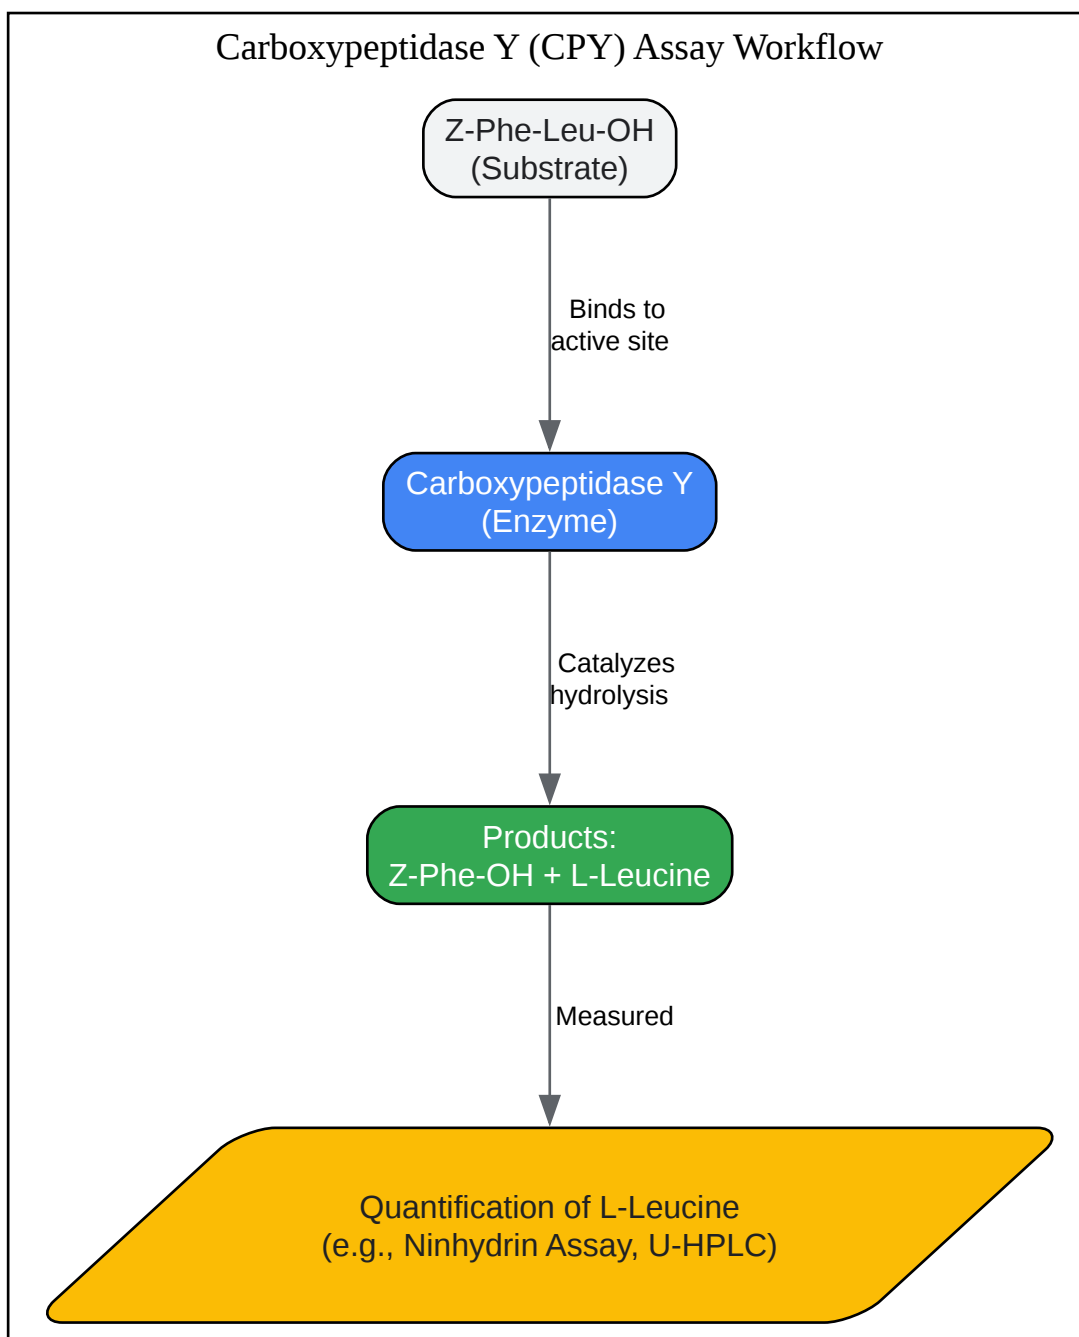 Carboxypeptidase Y (CPY) Assay Workflow
Z-Phe-Leu-OH
(Substrate)
Binds to
active site
Carboxypeptidase Y
(Enzyme)
Catalyzes
hydrolysis
Products:
Z-Phe-OH + L-Leucine
Measured
Quantification of L-Leucine
(e.g., Ninhydrin Assay, U-HPLC)